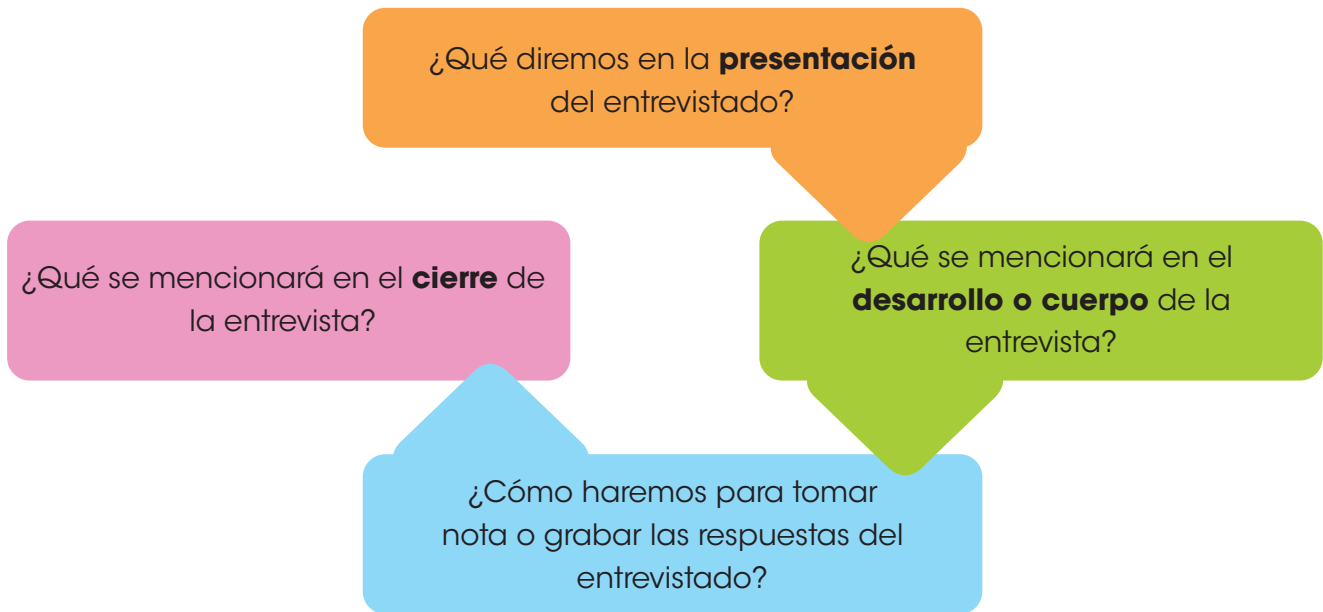 ¿Qué diremos en la presentación
del entrevistado?
¿Qué se mencionará en el
desarrollo o cuerpo de la
entrevista?
¿Cómo haremos para tomar
nota o grabar las respuestas del
entrevistado?
¿Qué se mencionará en el cierre de
la entrevista?